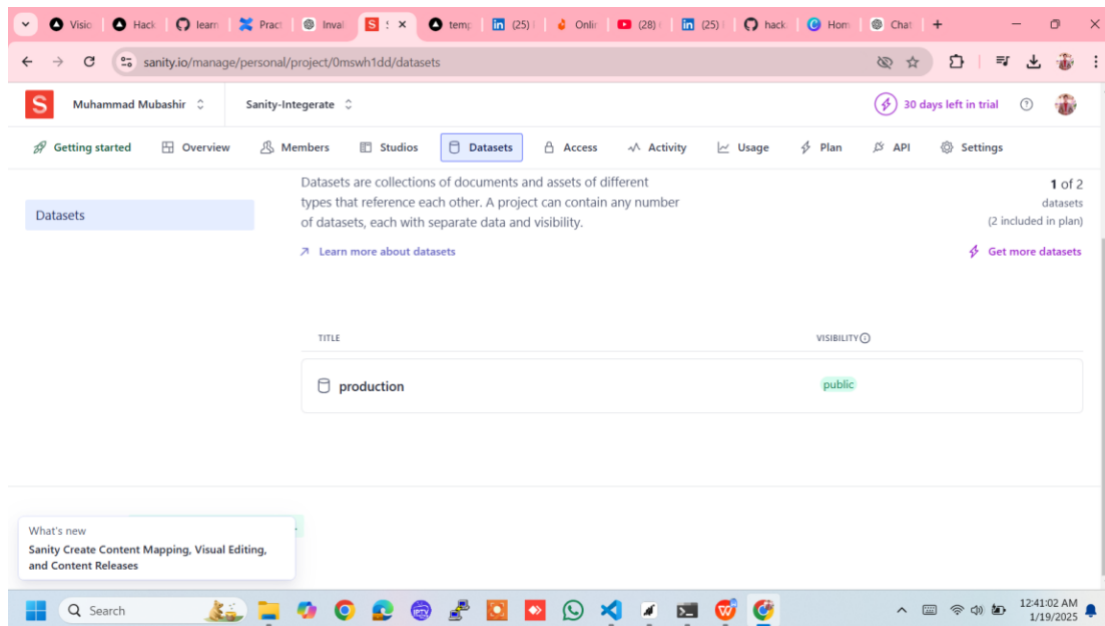 Visio
Hack
learn
Pract
Inval
S
temp
in (25)
Onlir
(28)
in (25)
hack
Hom
Chat
sanity.io/manage/personal/project/0mswh1dd/datasets
S
Muhammad Mubashir
Sanity-Integerate
30 days left in trial
Getting started
Overview
Members
Studios
Datasets
Access
Activity
Usage
Plan
API
Settings
Datasets
Datasets are collections of documents and assets of different
types that reference each other. A project can contain any number
of datasets, each with separate data and visibility.
Learn more about datasets
1 of 2
datasets
(2 included in plan)
Get more datasets
TITLE
VISIBILITY
production
public
What's new
Sanity Create Content Mapping, Visual Editing,
and Content Releases
Search
12:41:02 AM
1/19/2025